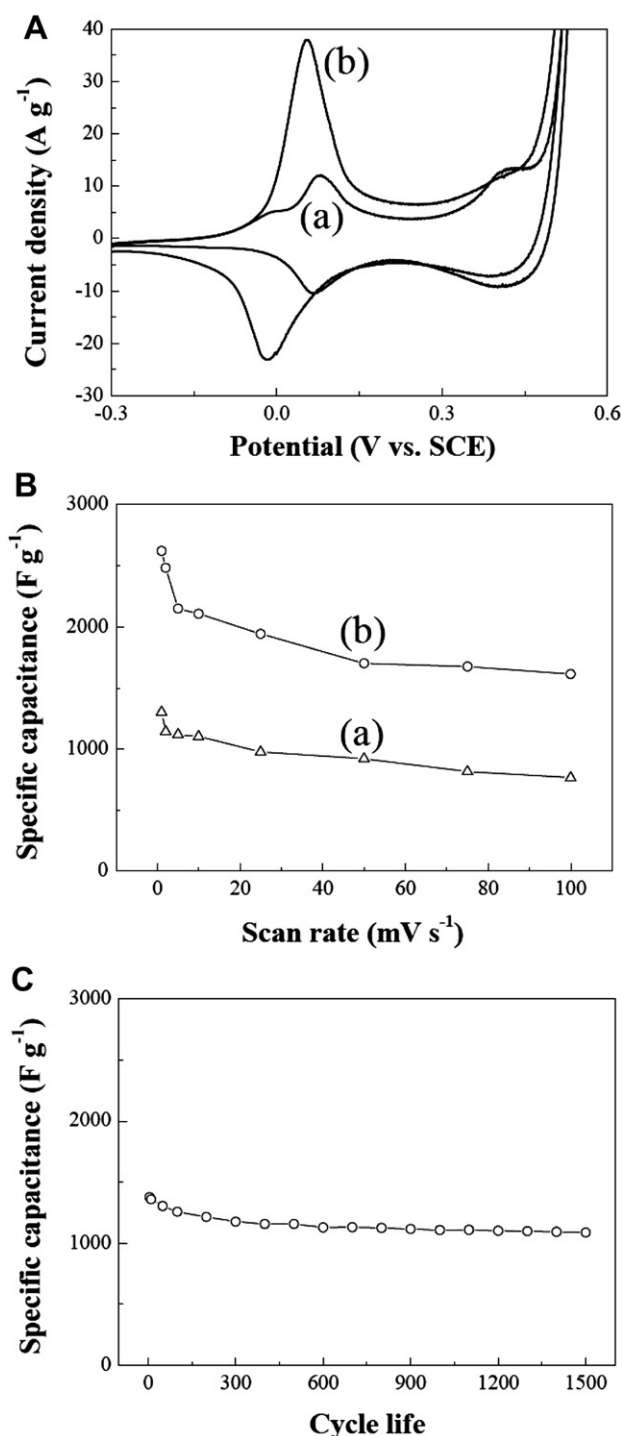 A
Current density (A g⁻¹)
40
30
20
10
0
-10
-20
-30
(b)
(a)
-0.3
0.0
0.3
0.6
Potential (V vs. SCE)
B
Specific capacitance (F g⁻¹)
3000
2000
1000
0
(b)
(a)
0
20
40
60
80
100
Scan rate (mV s⁻¹)
C
Specific capacitance (F g⁻¹)
3000
2000
1000
0
0
300
600
900
1200
1500
Cycle life